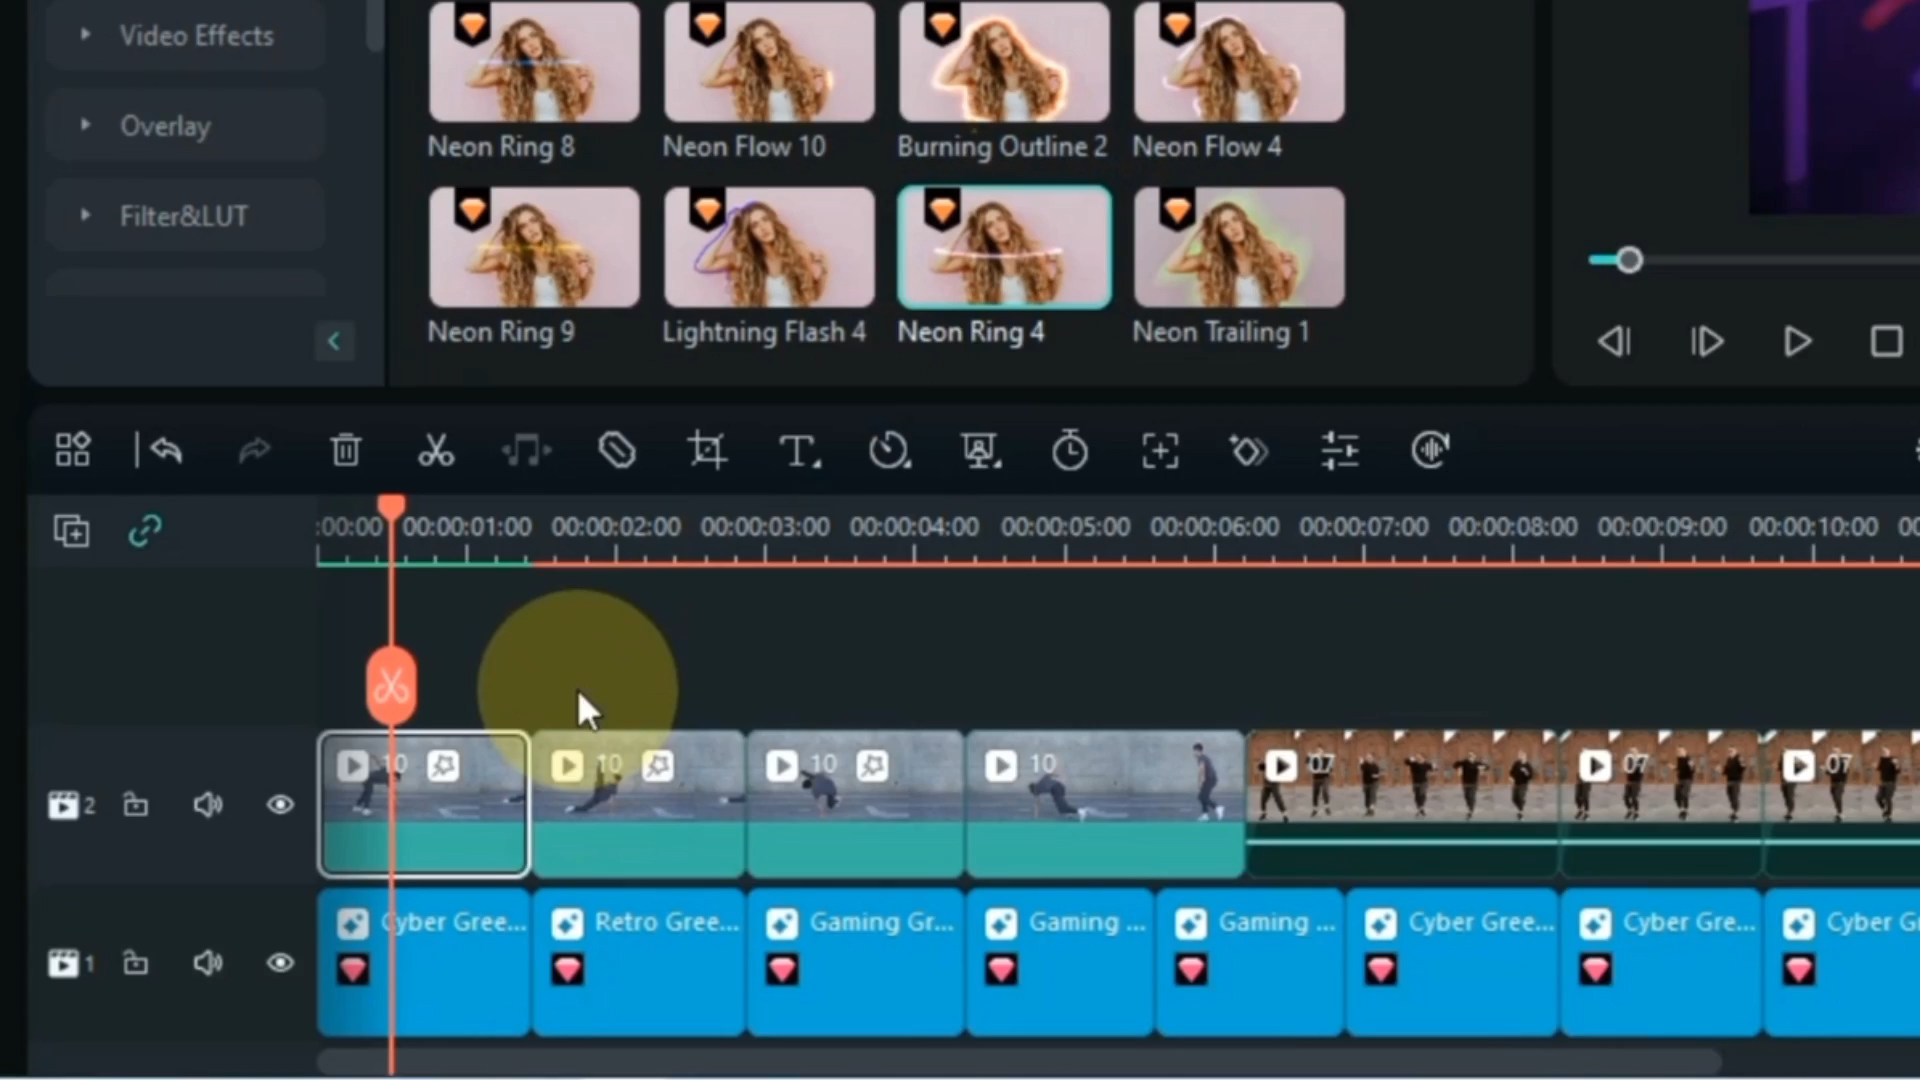 Video Effects
Overlay
Filter&LUT
Neon Ring 8
Neon Flow 10
Burning Outline 2
Neon Flow 4
Neon Ring 9
Lightning Flash 4
Neon Ring 4
Neon Trailing 1
:00:00 00:00:01:00 00:00:02:00 00:00:03:00 00:00:04:00 00:00:05:00 00:00:06:00 00:00:07:00 00:00:08:00 00:00:09:00 00:00:10:00 00
2
10 10 10 10 07 07 07
1
Cyber Gree... Retro Gree... Gaming Gr... Gaming ... Gaming ... Cyber Gree... Cyber Gre... Cyber G